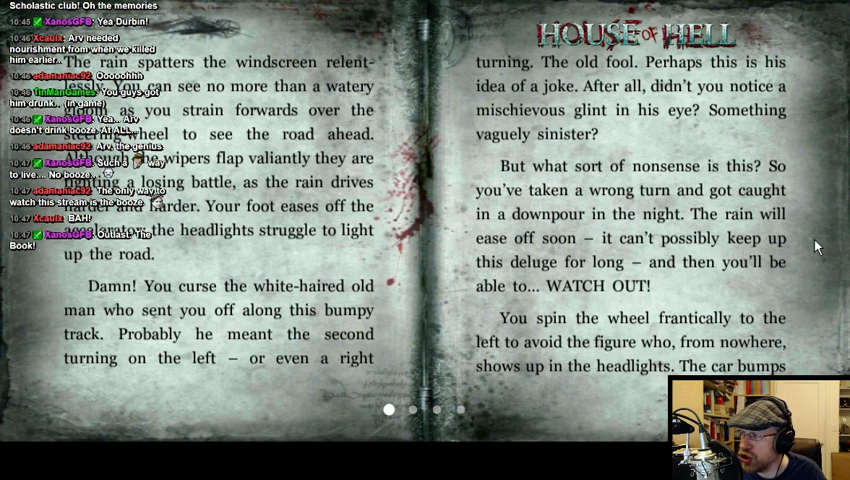 Scholastic club! Oh the memories
10:45 XanosGFB: Yea Durbin!
10:46 Xcaulx: Arv needed
nourishment from when we killed
him earlier..
10:46 adamaniac92: Ooooohhh
10:46 TinManGames: You guys got
him drunk.. (in game)
10:46 XanosGFB: Yea.. Arv
doesn't drink booze. At ALL..
10:46 adamaniac92: Arv, the genius
10:47 XanosGFB: Such a way
to live.... No booze..
10:47 adamaniac92: The only way to
watch this stream is the booze
10:47 Xcaulx: BAH!
10:47 XanosGFB: Outlast: The
Book!
The rain spatters the windscreen relent-
lessly. You can see no more than a watery
gloom as you strain forwards over the
steering wheel to see the road ahead.
Although the wipers flap valiantly they are
fighting a losing battle, as the rain drives
harder and harder. Your foot eases off the
accelerator, the headlights struggle to light
up the road.
Damn! You curse the white-haired old
man who sent you off along this bumpy
track. Probably he meant the second
turning on the left – or even a right
HOUSE OF HELL
turning. The old fool. Perhaps this is his
idea of a joke. After all, didn't you notice a
mischievous glint in his eye? Something
vaguely sinister?
But what sort of nonsense is this? So
you've taken a wrong turn and got caught
in a downpour in the night. The rain will
ease off soon – it can't possibly keep up
this deluge for long – and then you'll be
able to... WATCH OUT!
You spin the wheel frantically to the
left to avoid the figure who, from nowhere,
shows up in the headlights. The car bumps